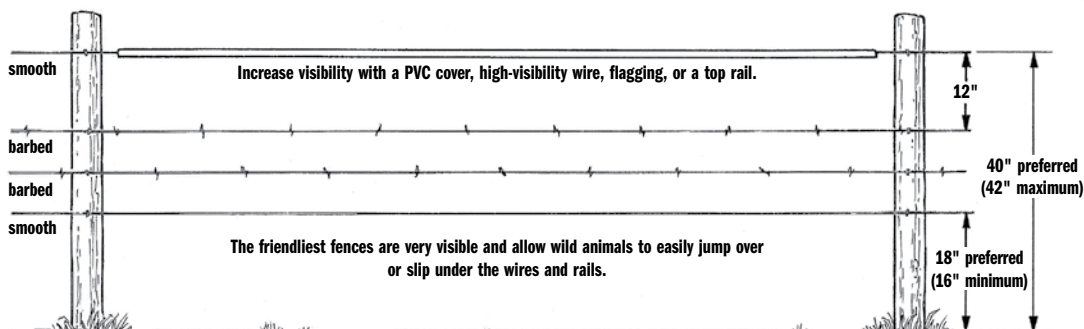 smooth
Increase visibility with a PVC cover, high-visibility wire, flagging, or a top rail.
12"
barbed
barbed
40" preferred
(42" maximum)
smooth
The friendliest fences are very visible and allow wild animals to easily jump over
or slip under the wires and rails.
18" preferred
(16" minimum)